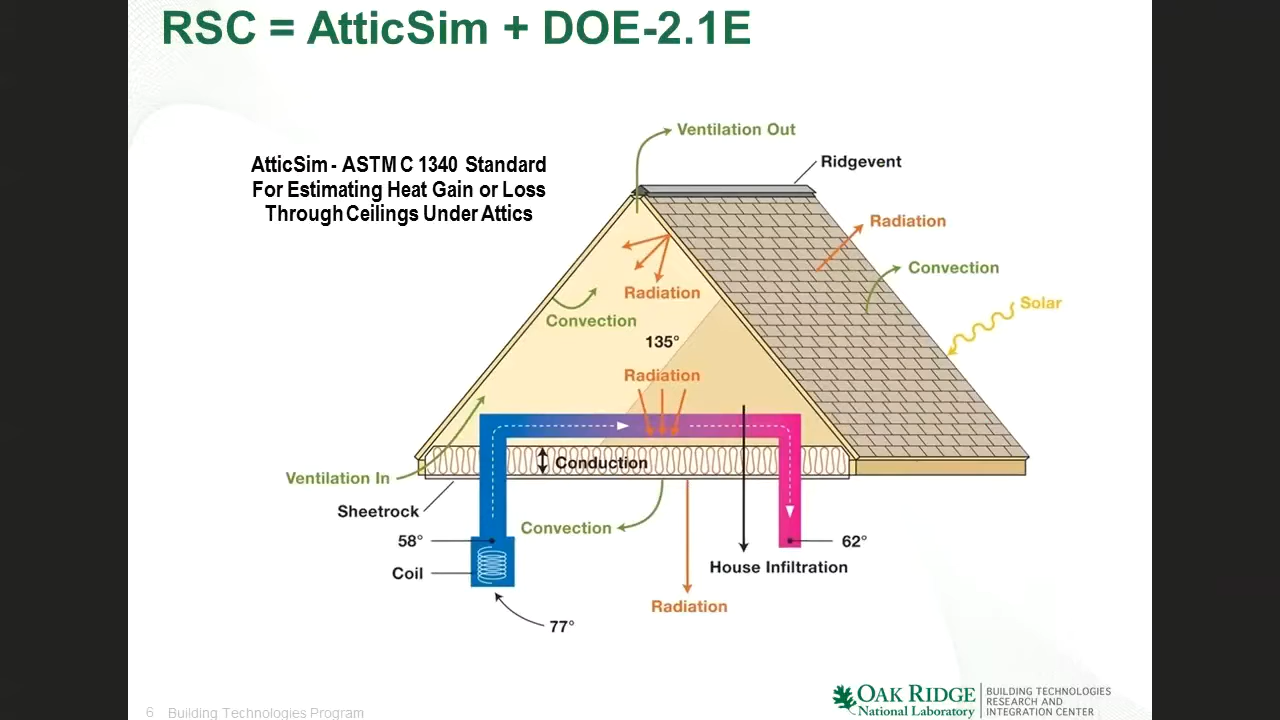 RSC = AtticSim + DOE-2.1E
AtticSim - ASTM C 1340 Standard
For Estimating Heat Gain or Loss
Through Ceilings Under Attics
Ventilation Out
Ridgevent
Radiation
Convection
Solar
Radiation
Convection
135°
Radiation
Conduction
Ventilation In
Sheetrock
Convection
58°
62°
Coil
House Infiltration
Radiation
77°
6 Building Technologies Program
OAK RIDGE
National Laboratory
BUILDING TECHNOLOGIES
RESEARCH AND
INTEGRATION CENTER